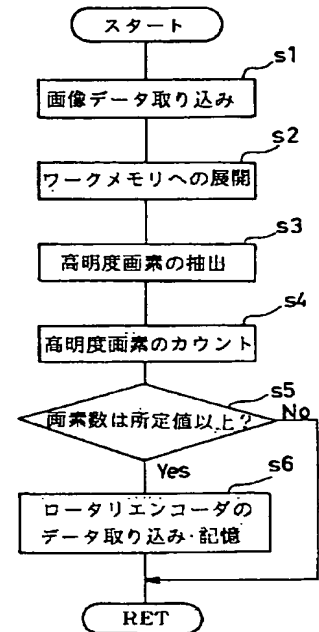 スタート
s1
画像データ取り込み
s2
ワークメモリへの展開
s3
高明度画素の抽出
s4
高明度画素のカウント
s5
画素数は所定値以上?
No
Yes
s6
ロータリエンコーダの
データ取り込み・記憶
RET